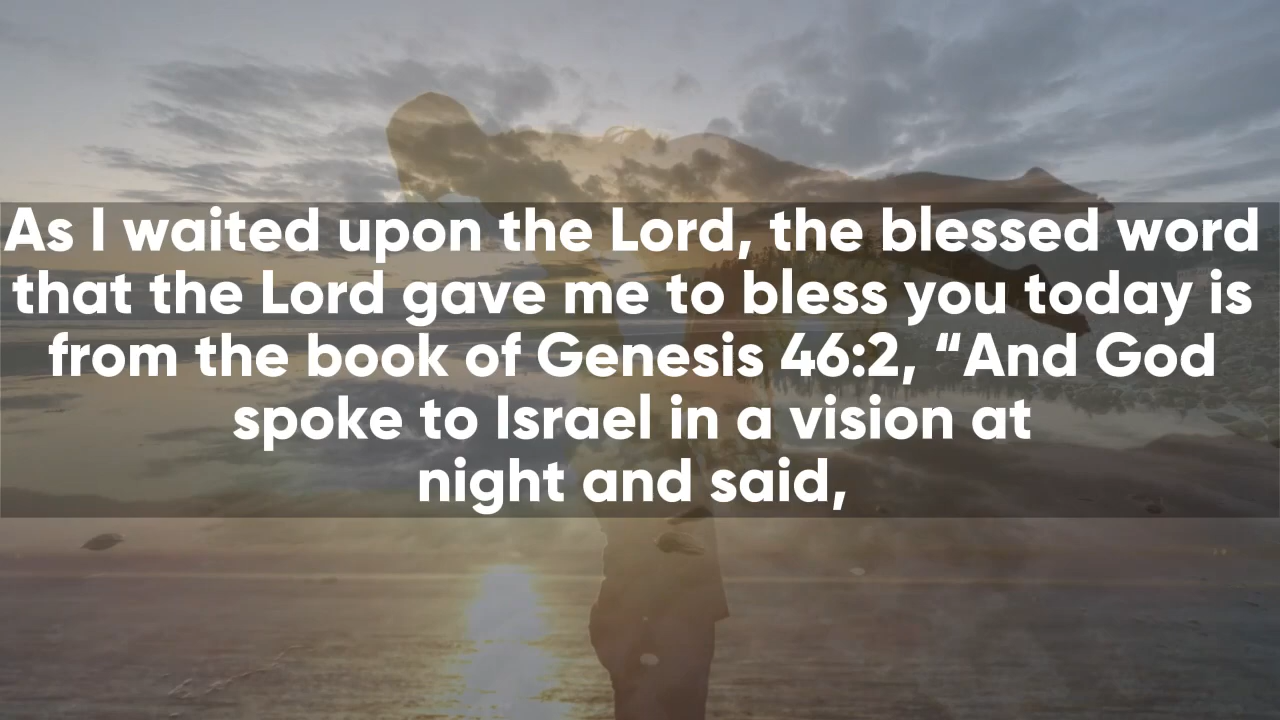 As I waited upon the Lord, the blessed word
that the Lord gave me to bless you today is
from the book of Genesis 46:2, “And God
spoke to Israel in a vision at
night and said,